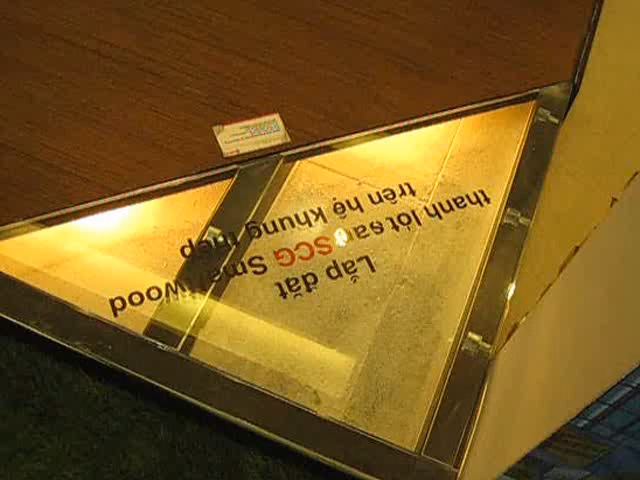 Lắp đặt
thanh lót sàn SCG Smartwood
trên hệ khung thép